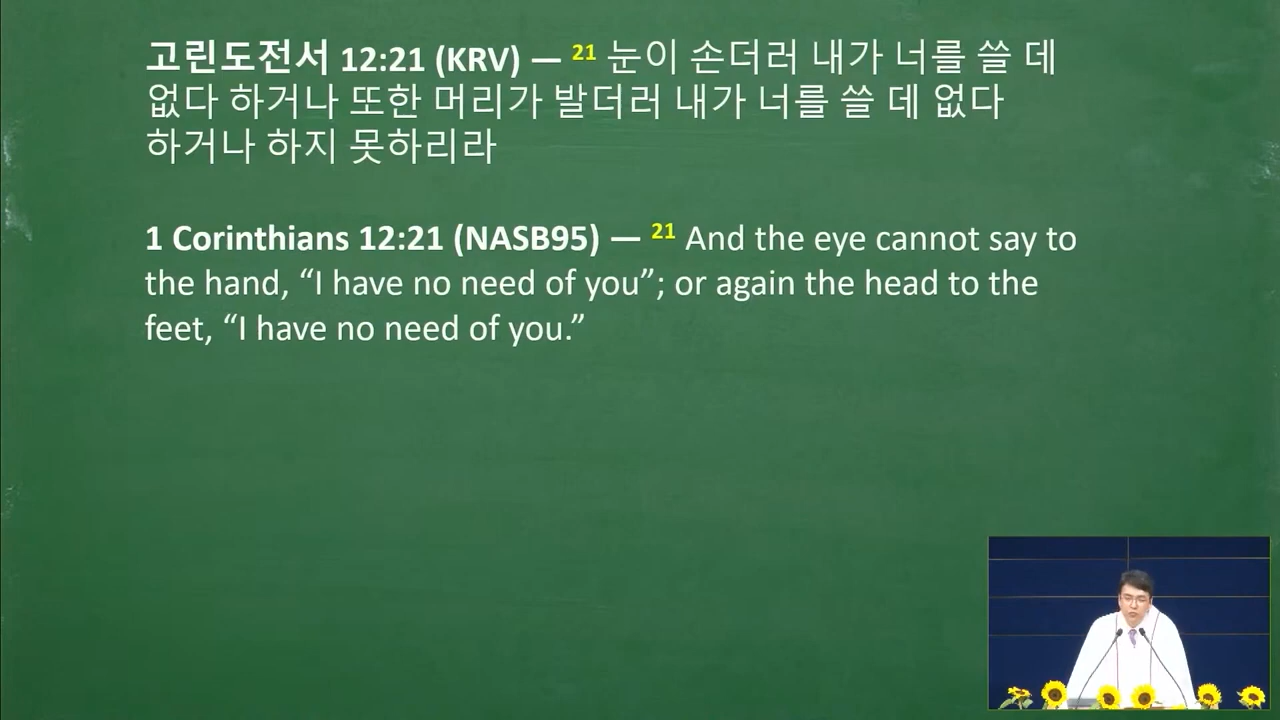 고린도전서 12:21 (KRV) — 21 눈이 손더러 내가 너를 쓸 데
없다 하거나 또한 머리가 발더러 내가 너를 쓸 데 없다
하거나 하지 못하리라
1 Corinthians 12:21 (NASB95) — 21 And the eye cannot say to
the hand, “I have no need of you”; or again the head to the
feet, “I have no need of you.”